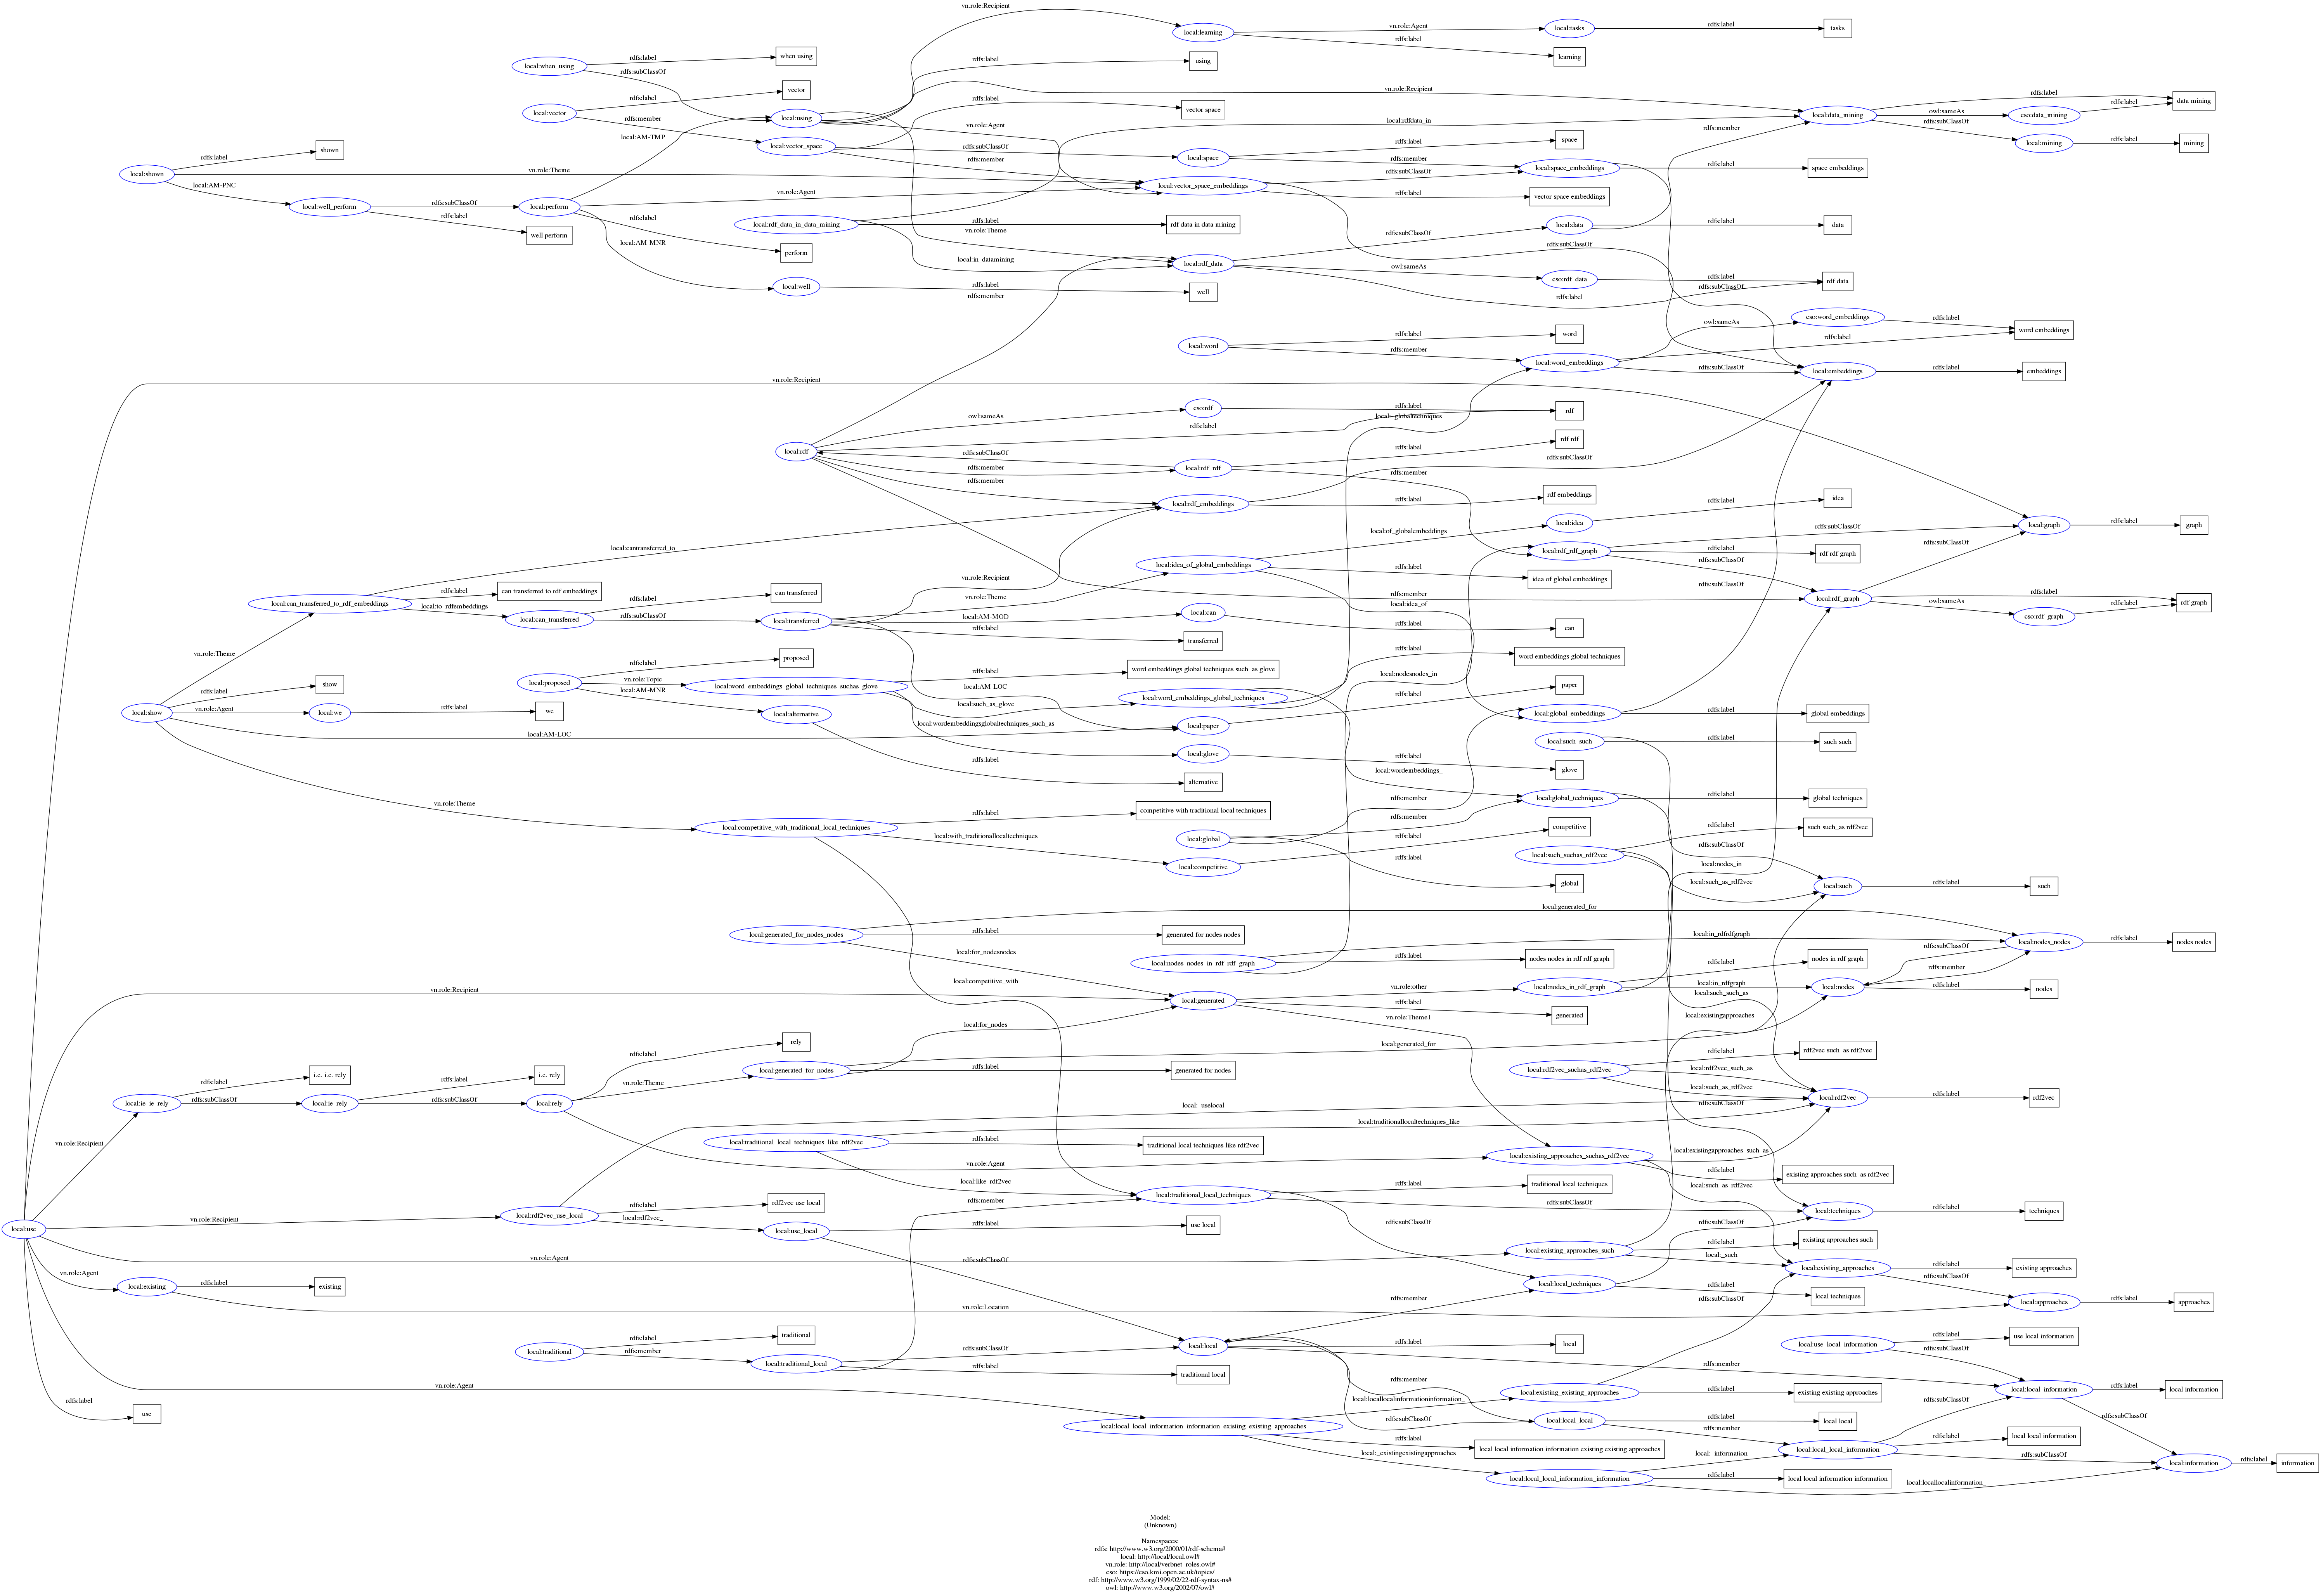 vn.role:Recipient
local:learning
vn.role:Agent
local:tasks
rdfs:label
tasks
rdfs:label
learning
local:when_using
rdfs:label
when using
rdfs:subClassOf
rdfs:label
using
local:vector
rdfs:label
vector
rdfs:member
local:AM-TMP
local:using
rdfs:label
vector space
vn.role:Recipient
local:data_mining
rdfs:label
data mining
owl:sameAs
cso:data_mining
rdfs:label
rdfs:subClassOf
local:mining
rdfs:label
mining
vn.role:Agent
local:rdfdata_in
rdfs:member
local:vector_space
rdfs:subClassOf
rdfs:member
local:space
rdfs:label
space
rdfs:member
local:space_embeddings
rdfs:label
space embeddings
local:shown
rdfs:label
shown
vn.role:Theme
local:AM-PNC
local:vector_space_embeddings
rdfs:subClassOf
rdfs:label
vector space embeddings
local:well_perform
rdfs:subClassOf
rdfs:label
well perform
local:perform
vn.role:Agent
rdfs:label
perform
local:AM-MNR
local:well
rdfs:label
well
local:rdf_data_in_data_mining
rdfs:label
rdf data in data mining
vn.role:Theme
local:in_datamining
local:rdf_data
rdfs:subClassOf
local:data
rdfs:label
data
rdfs:subClassOf
owl:sameAs
cso:rdf_data
rdfs:label
rdf data
rdfs:subClassOf
rdfs:label
rdfs:member
local:word
rdfs:label
word
rdfs:member
local:word_embeddings
owl:sameAs
cso:word_embeddings
rdfs:label
word embeddings
rdfs:label
rdfs:subClassOf
local:embeddings
rdfs:label
embeddings
vn.role:Recipient
owl:sameAs
cso:rdf
rdfs:label
rdf
local:_globaltechniques
rdfs:label
local:rdf
rdfs:subClassOf
rdfs:member
rdfs:member
local:rdf_rdf
rdfs:label
rdf rdf
rdfs:subClassOf
rdfs:member
local:rdf_embeddings
rdfs:label
rdf embeddings
local:idea
rdfs:label
idea
local:of_globalembeddings
local:graph
rdfs:label
graph
rdfs:subClassOf
rdfs:subClassOf
local:cantransferred_to
local:rdf_rdf_graph
rdfs:label
rdf rdf graph
rdfs:subClassOf
local:idea_of_global_embeddings
rdfs:label
idea of global embeddings
rdfs:subClassOf
vn.role:Recipient
vn.role:Theme
rdfs:member
local:idea_of
local:rdf_graph
rdfs:label
rdf graph
owl:sameAs
cso:rdf_graph
rdfs:label
local:can_transferred_to_rdf_embeddings
rdfs:label
can transferred to rdf embeddings
local:to_rdfembeddings
local:can_transferred
rdfs:label
can transferred
rdfs:subClassOf
local:transferred
local:AM-MOD
local:can
rdfs:label
can
rdfs:label
transferred
vn.role:Theme
rdfs:label
word embeddings global techniques
local:proposed
rdfs:label
proposed
vn.role:Topic
local:AM-MNR
local:word_embeddings_global_techniques_suchas_glove
rdfs:label
word embeddings global techniques such_as glove
local:AM-LOC
local:such_as_glove
local:word_embeddings_global_techniques
local:nodesnodes_in
rdfs:label
paper
local:show
rdfs:label
show
vn.role:Agent
local:we
rdfs:label
we
local:alternative
local:wordembeddingsglobaltechniques_such_as
local:paper
local:AM-LOC
local:global_embeddings
rdfs:label
global embeddings
local:such_such
rdfs:label
such such
local:glove
rdfs:label
glove
rdfs:label
alternative
local:wordembeddings_
vn.role:Theme
rdfs:label
competitive with traditional local techniques
local:competitive_with_traditional_local_techniques
local:with_traditionallocaltechniques
rdfs:member
rdfs:member
local:global_techniques
rdfs:label
global techniques
local:global
rdfs:label
competitive
rdfs:label
such such_as rdf2vec
local:such_suchas_rdf2vec
rdfs:subClassOf
rdfs:label
global
local:competitive
local:nodes_in
local:such_as_rdf2vec
local:such
rdfs:label
such
local:generated_for
local:generated_for_nodes_nodes
rdfs:label
generated for nodes nodes
local:for_nodesnodes
local:in_rdfrdfgraph
local:nodes_nodes
rdfs:label
nodes nodes
local:nodes_nodes_in_rdf_rdf_graph
rdfs:label
nodes nodes in rdf rdf graph
rdfs:label
nodes in rdf graph
rdfs:subClassOf
rdfs:member
local:competitive_with
vn.role:Recipient
local:generated
vn.role:other
local:nodes_in_rdf_graph
local:in_rdfgraph
local:nodes
rdfs:label
nodes
local:such_such_as
rdfs:label
generated
vn.role:Theme1
local:existingapproaches_
local:for_nodes
rdfs:label
rely
local:generated_for
rdfs:label
rdf2vec such_as rdf2vec
local:generated_for_nodes
rdfs:label
generated for nodes
local:rdf2vec_suchas_rdf2vec
local:rdf2vec_such_as
local:such_as_rdf2vec
rdfs:label
i.e. i.e. rely
rdfs:label
i.e. rely
vn.role:Theme
local:ie_ie_rely
rdfs:subClassOf
local:ie_rely
rdfs:subClassOf
local:rely
local:_uselocal
rdfs:subClassOf
local:rdf2vec
rdfs:label
rdf2vec
local:traditionallocaltechniques_like
vn.role:Recipient
local:traditional_local_techniques_like_rdf2vec
rdfs:label
traditional local techniques like rdf2vec
vn.role:Agent
local:existing_approaches_suchas_rdf2vec
local:existingapproaches_such_as
rdfs:label
existing approaches such_as rdf2vec
local:like_rdf2vec
local:such_as_rdf2vec
local:traditional_local_techniques
rdfs:label
traditional local techniques
rdfs:member
rdfs:subClassOf
rdfs:label
rdf2vec use local
local:techniques
rdfs:label
techniques
vn.role:Recipient
local:rdf2vec_use_local
local:rdf2vec_
local:use_local
rdfs:label
use local
rdfs:subClassOf
rdfs:subClassOf
local:use
rdfs:label
existing approaches such
vn.role:Agent
local:existing_approaches_such
local:_such
local:existing_approaches
rdfs:label
existing approaches
rdfs:subClassOf
vn.role:Agent
local:existing
rdfs:label
existing
rdfs:subClassOf
local:local_techniques
rdfs:label
local techniques
rdfs:member
rdfs:subClassOf
vn.role:Location
local:approaches
rdfs:label
approaches
local:traditional
rdfs:label
traditional
rdfs:member
local:traditional_local
rdfs:subClassOf
rdfs:label
traditional local
local:local
rdfs:label
local
local:use_local_information
rdfs:label
use local information
rdfs:subClassOf
rdfs:member
vn.role:Agent
rdfs:member
local:locallocalinformationinformation_
local:existing_existing_approaches
rdfs:label
existing existing approaches
local:local_information
rdfs:label
local information
rdfs:subClassOf
rdfs:label
use
rdfs:subClassOf
local:local_local
rdfs:label
local local
rdfs:member
rdfs:subClassOf
local:local_local_information_information_existing_existing_approaches
rdfs:label
local local information information existing existing approaches
local:_existingexistingapproaches
local:_information
local:local_local_information
rdfs:label
local local information
rdfs:subClassOf
local:information
rdfs:label
information
local:local_local_information_information
rdfs:label
local local information information
local:locallocalinformation_
Model:
(Unknown)
Namespaces:
rdfs: http://www.w3.org/2000/01/rdf-schema#
local: http://local/local.owl#
vn.role: http://local/verbnet_roles.owl#
cso: https://cso.kmi.open.ac.uk/topics/
rdf: http://www.w3.org/1999/02/22-rdf-syntax-ns#
owl: http://www.w3.org/2002/07/owl#